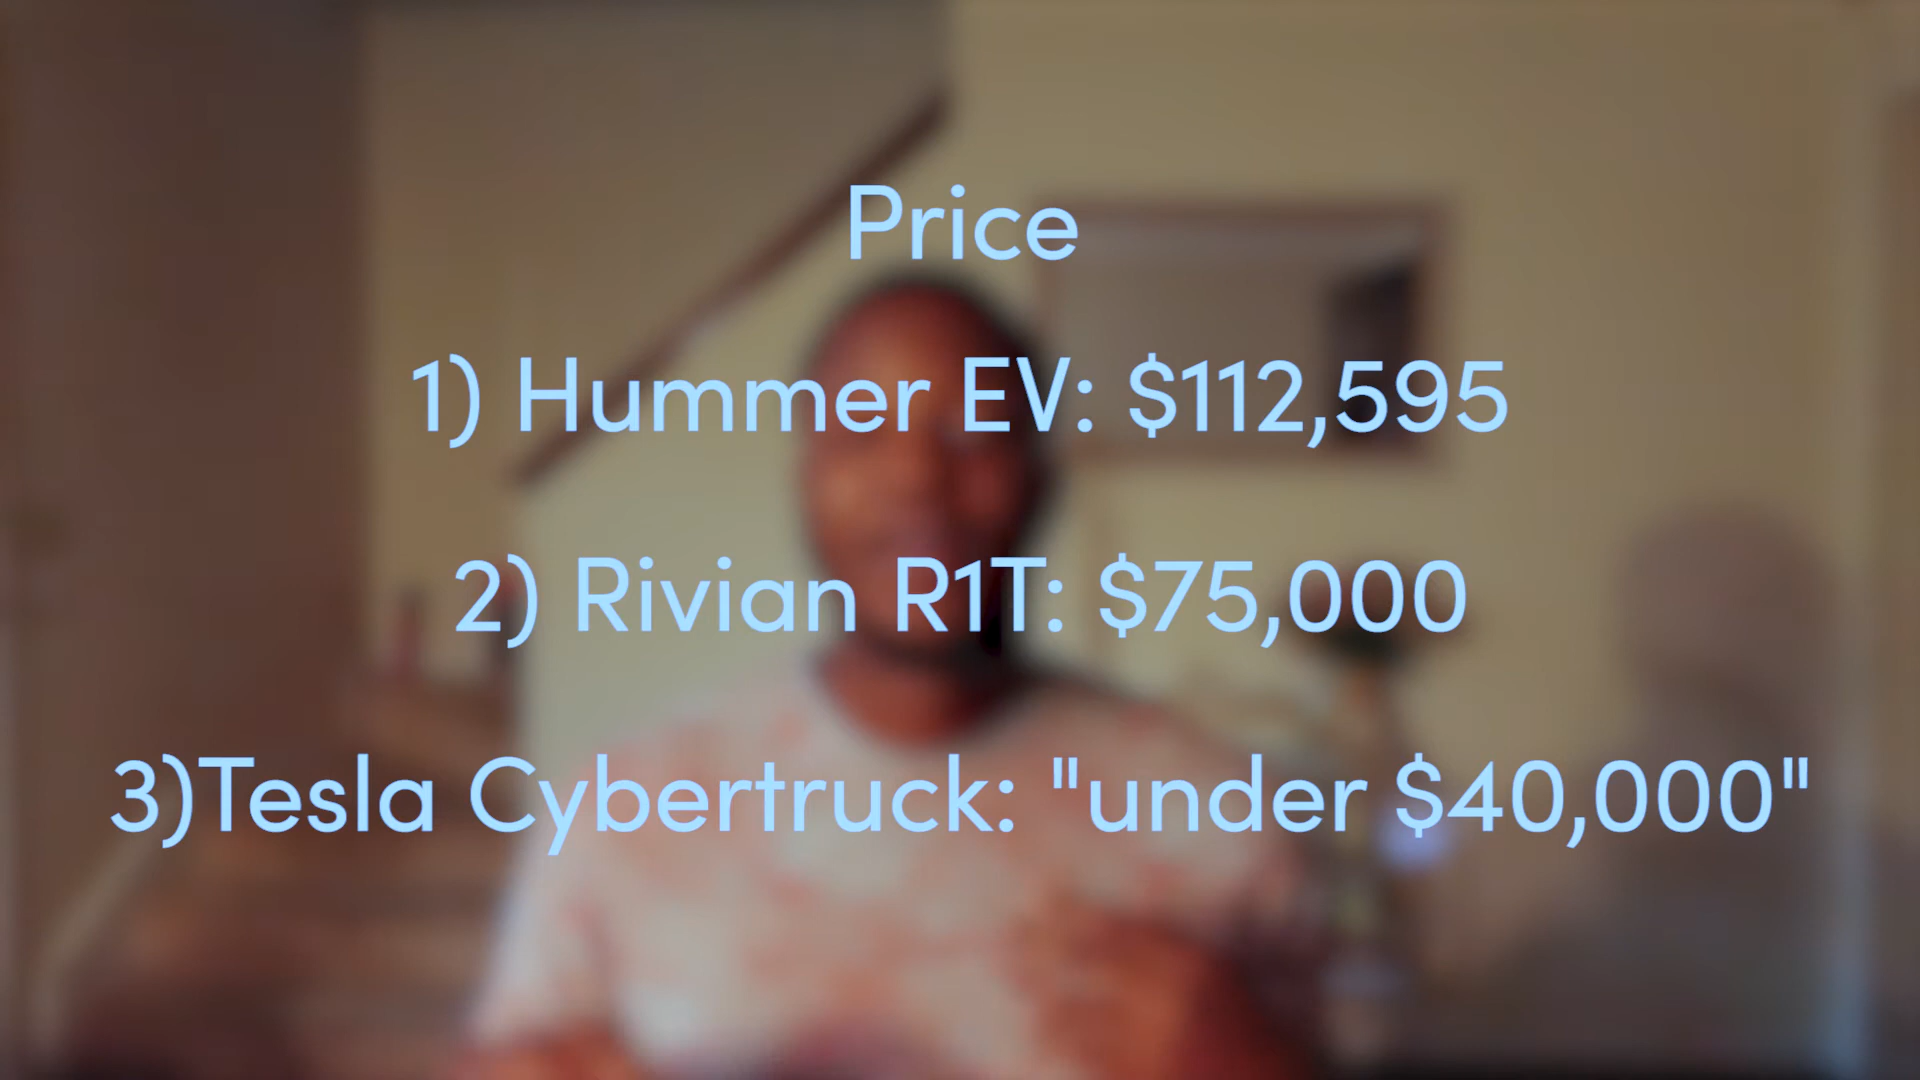 Price
1) Hummer EV: $112,595
2) Rivian R1T: $75,000
3)Tesla Cybertruck: "under $40,000"